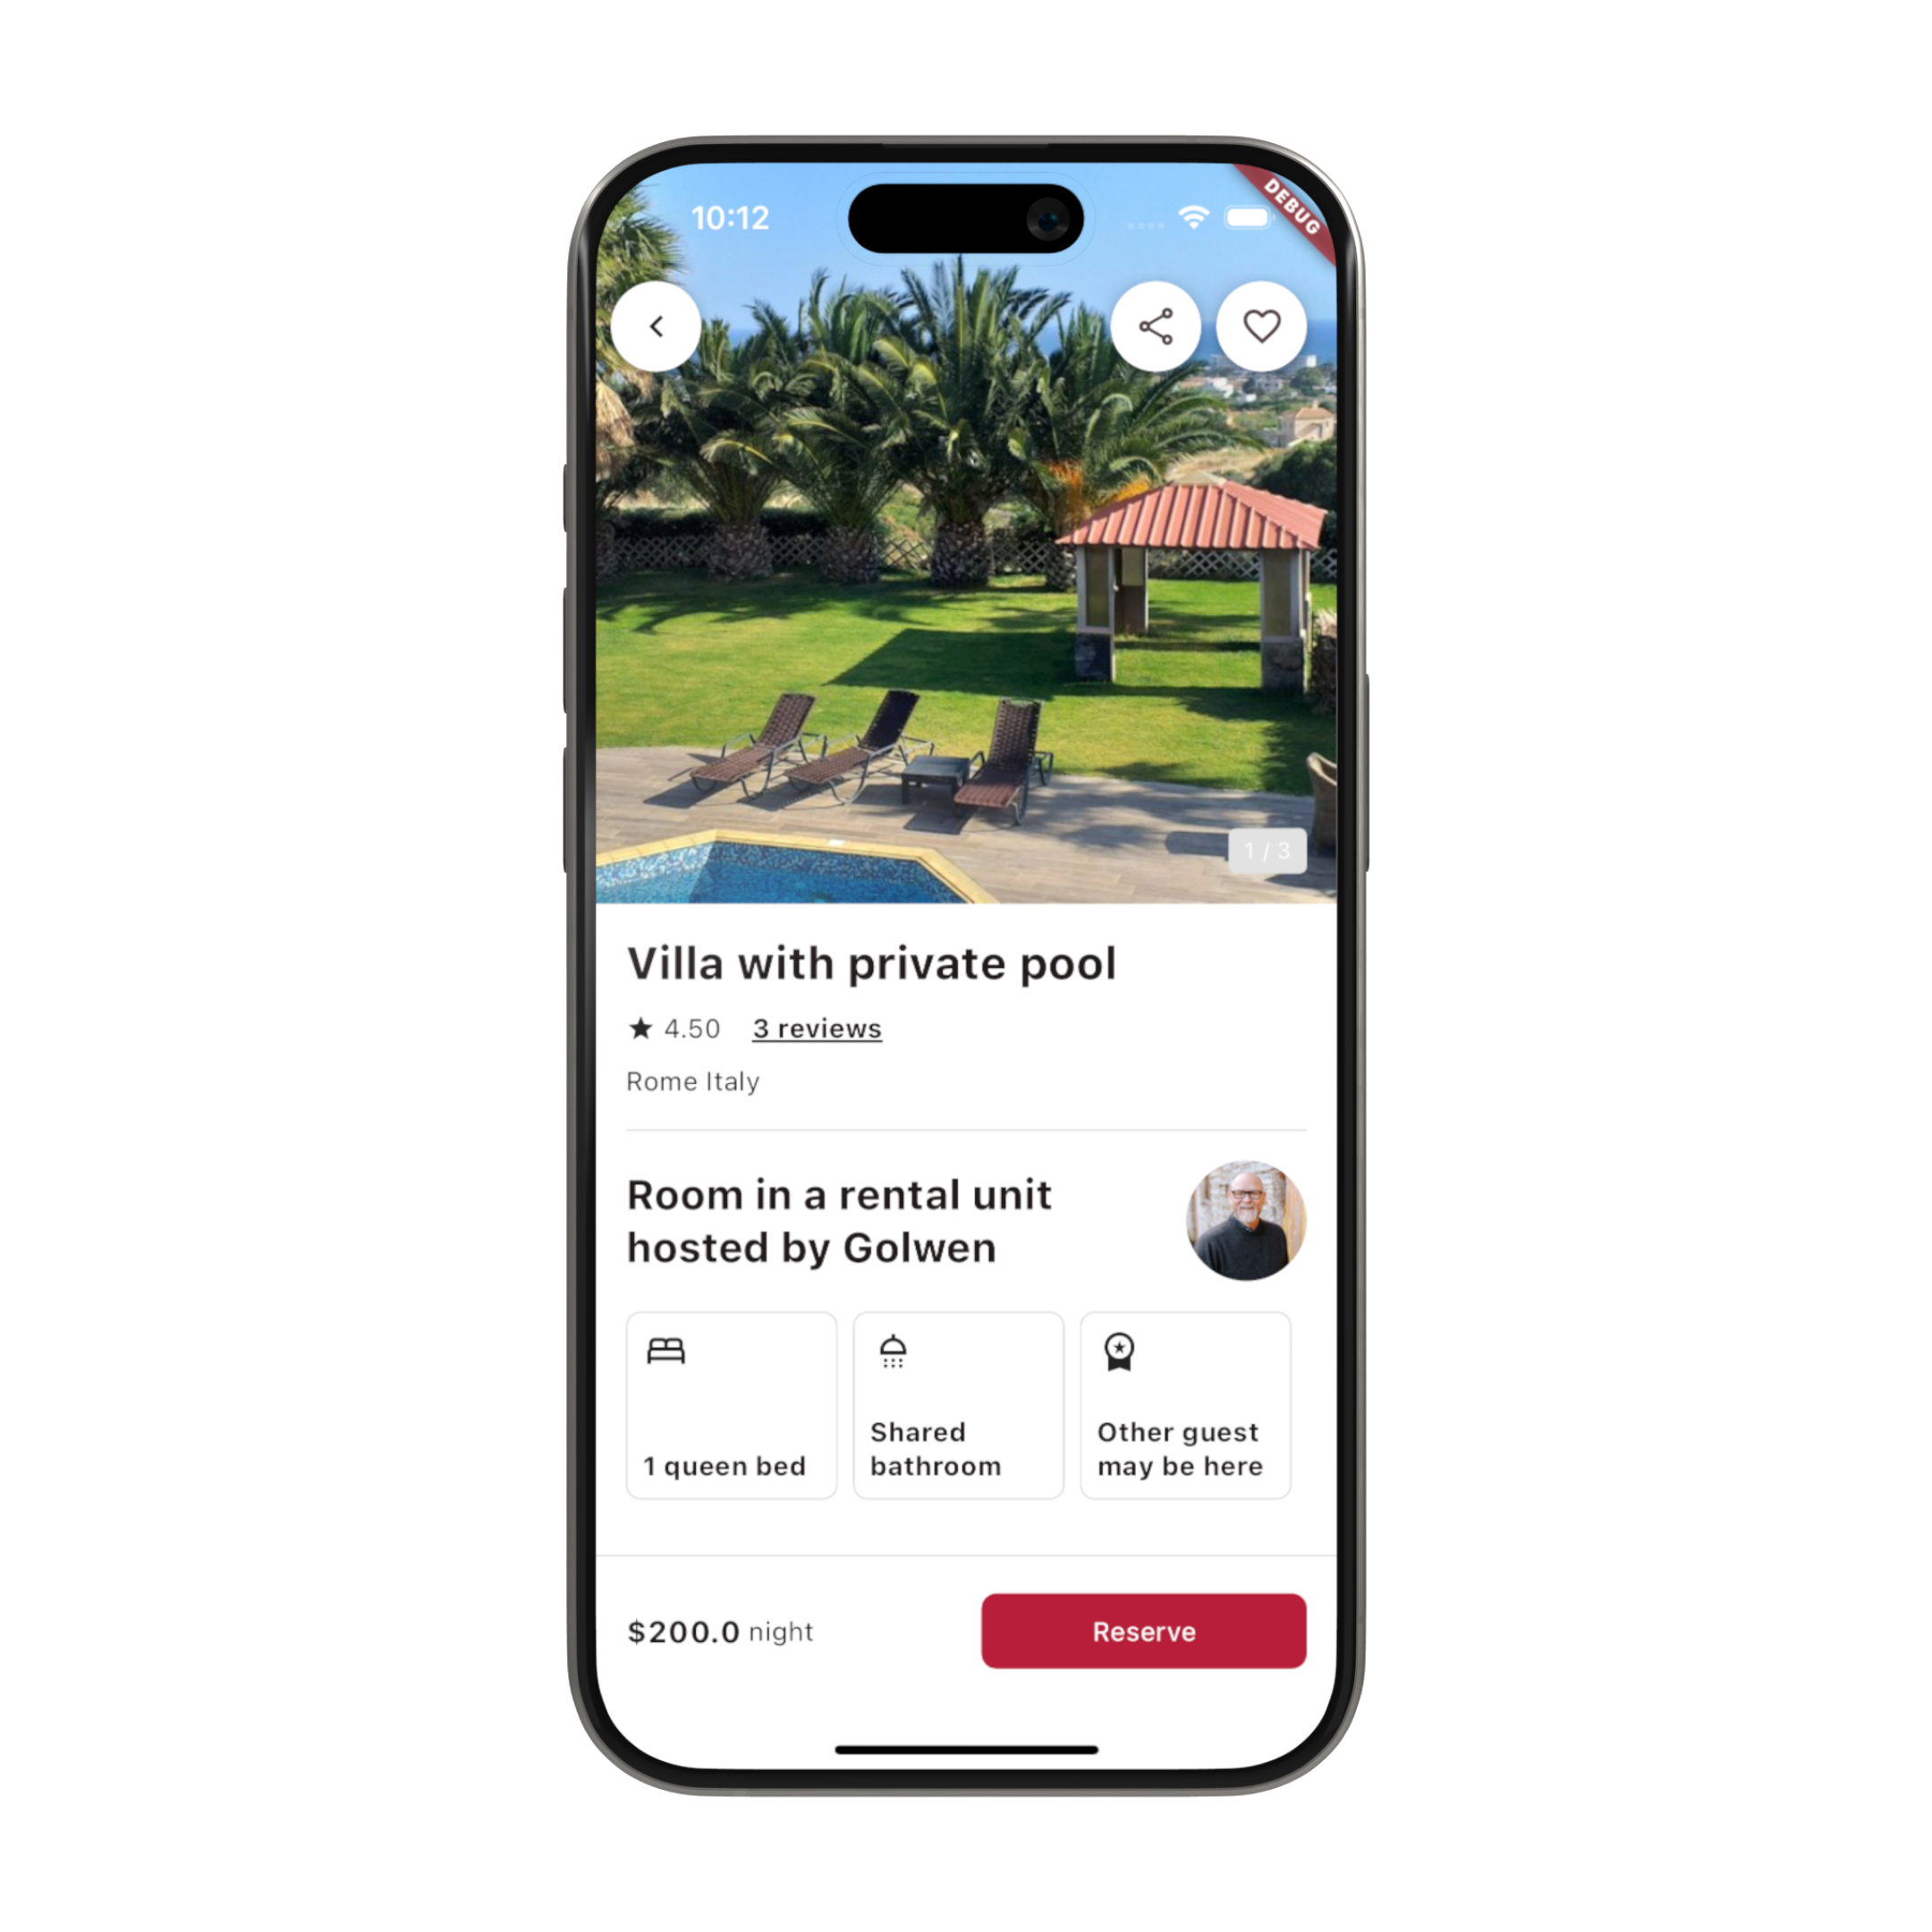 10:12
DEBUG
1 / 3
Villa with private pool
4.50 3 reviews
Rome Italy
Room in a rental unit
hosted by Golwen
1 queen bed
Shared
bathroom
Other guest
may be here
$200.0 night
Reserve